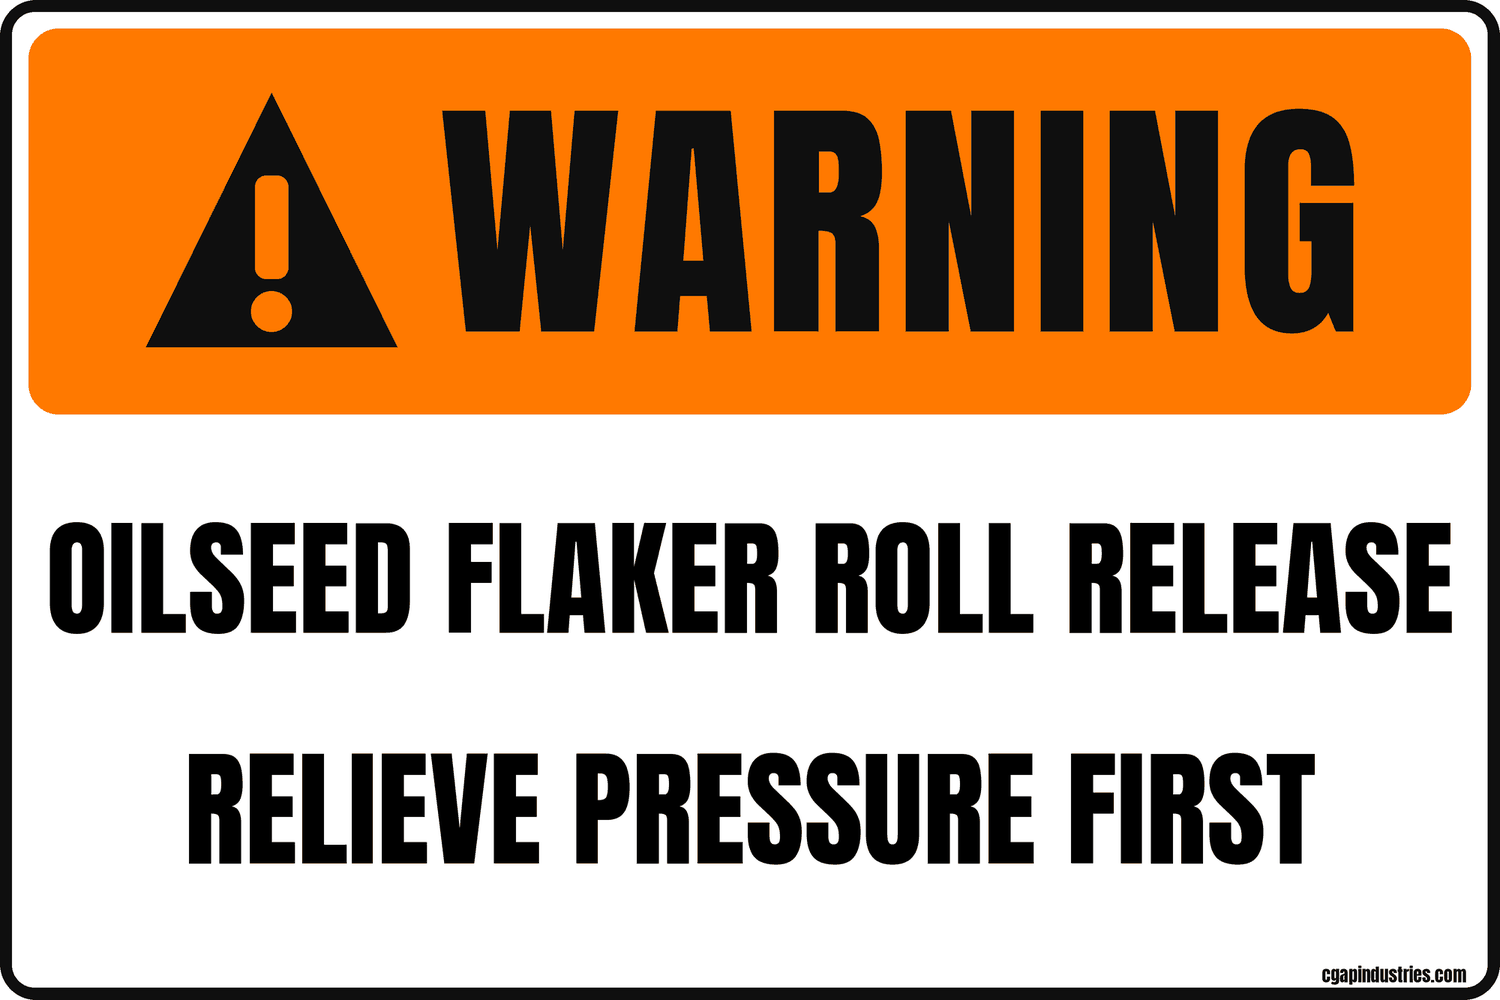 WARNING
OILSEED FLAKER ROLL RELEASE
RELIEVE PRESSURE FIRST
cgapindustries.com